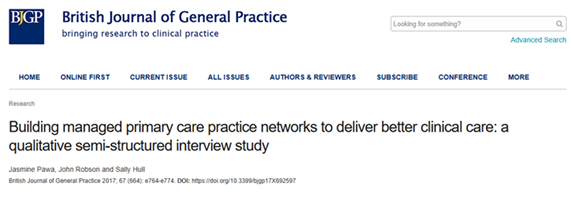 BJGP
British Journal of General Practice
bringing research to clinical practice
Looking for something?
Advanced Search
HOME ONLINE FIRST CURRENT ISSUE ALL ISSUES AUTHORS & REVIEWERS SUBSCRIBE CONFERENCE MORE
Research
Building managed primary care practice networks to deliver better clinical care: a
qualitative semi-structured interview study
Jasmine Pawa, John Robson and Sally Hull
British Journal of General Practice 2017; 67 (664): e764-e774. DOI: https://doi.org/10.3399/bjgp17X692597